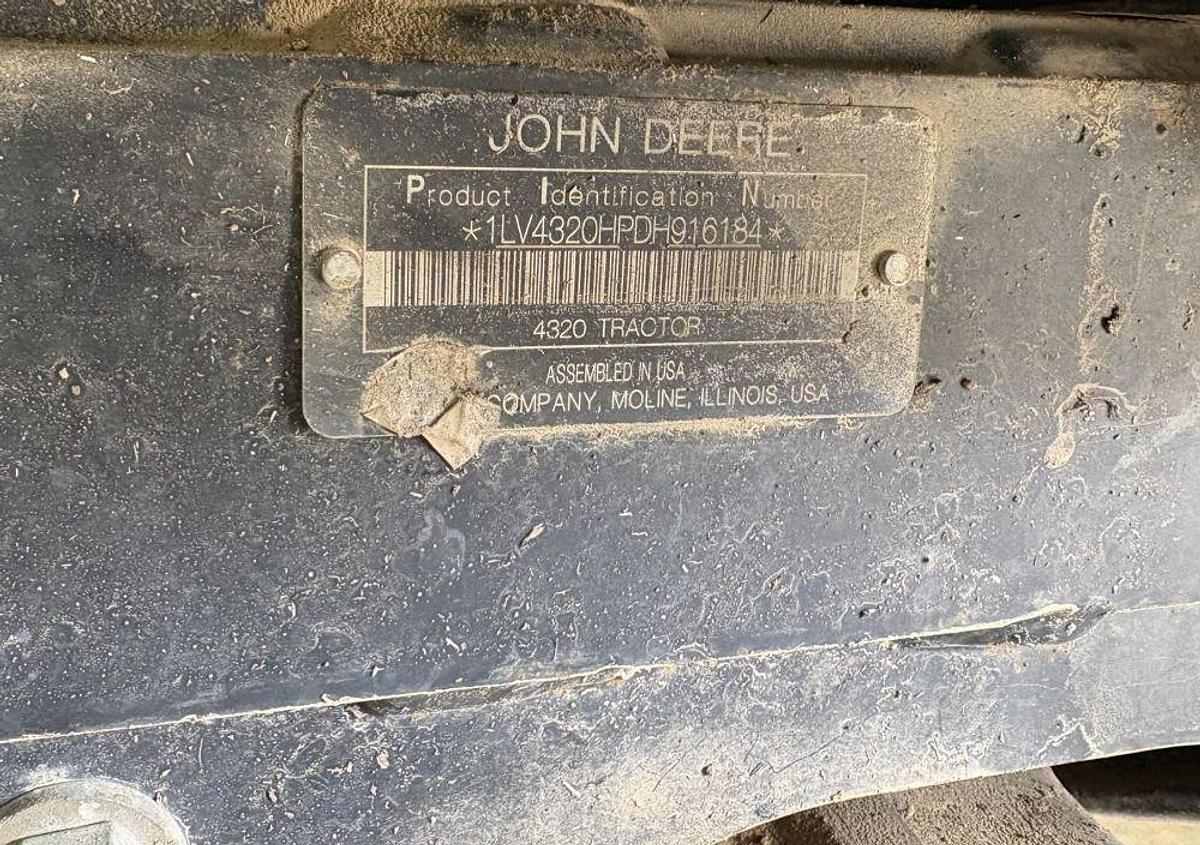 JOHN DEERE
Product Identification Number
*1LV4320HPDH916184*
4320 TRACTOR
ASSEMBLED IN USA
COMPANY, MOLINE, ILLINOIS, USA